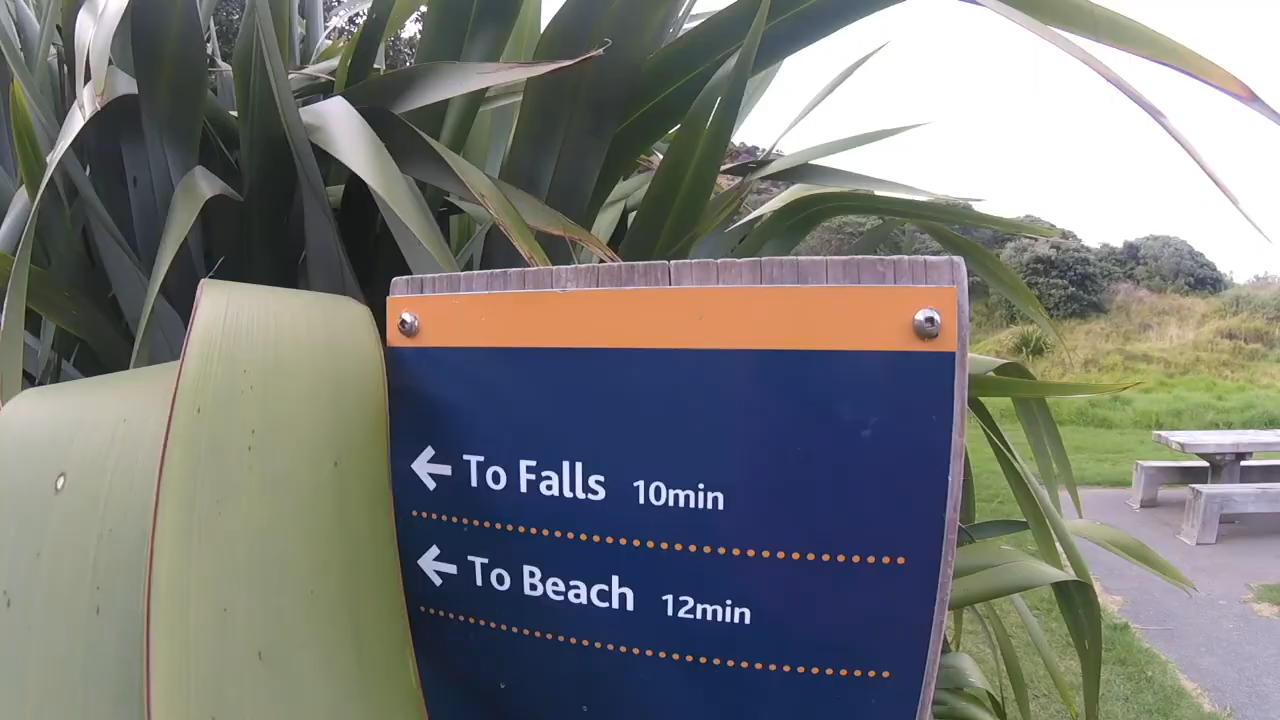 ← To Falls 10min
← To Beach 12min